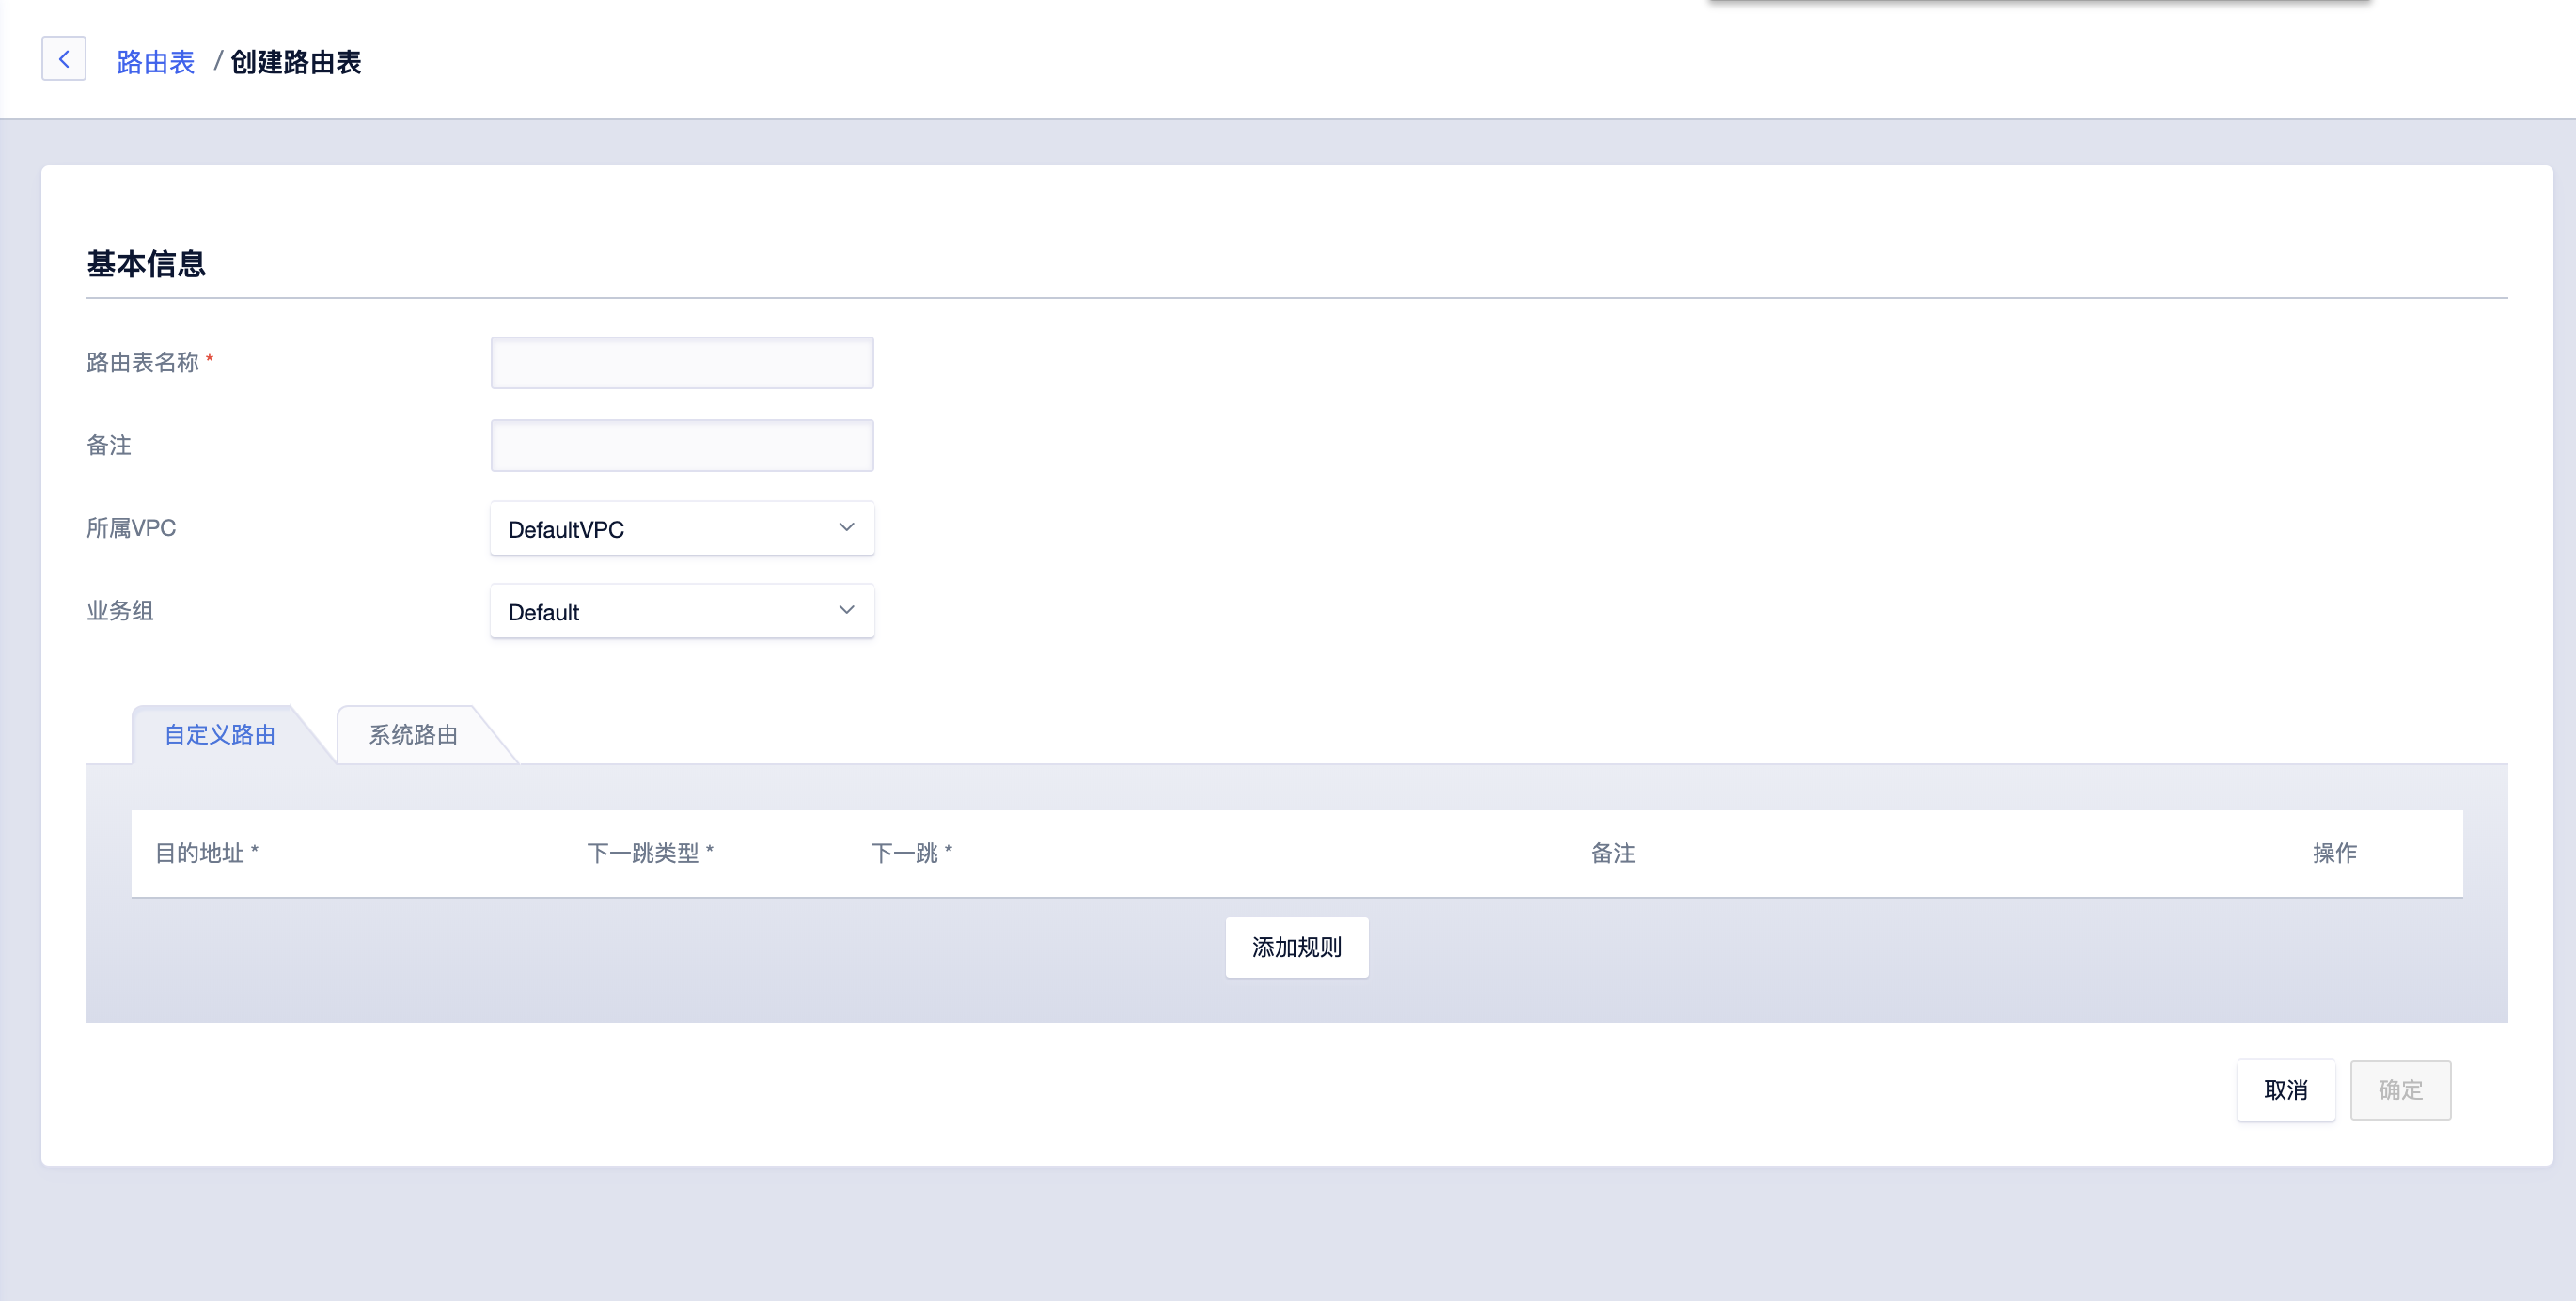 路由表 / 创建路由表
基本信息
路由表名称 *
备注
所属VPC DefaultVPC
业务组 Default
自定义路由 系统路由
目的地址 * 下一跳类型 * 下一跳 * 备注 操作
添加规则
取消 确定